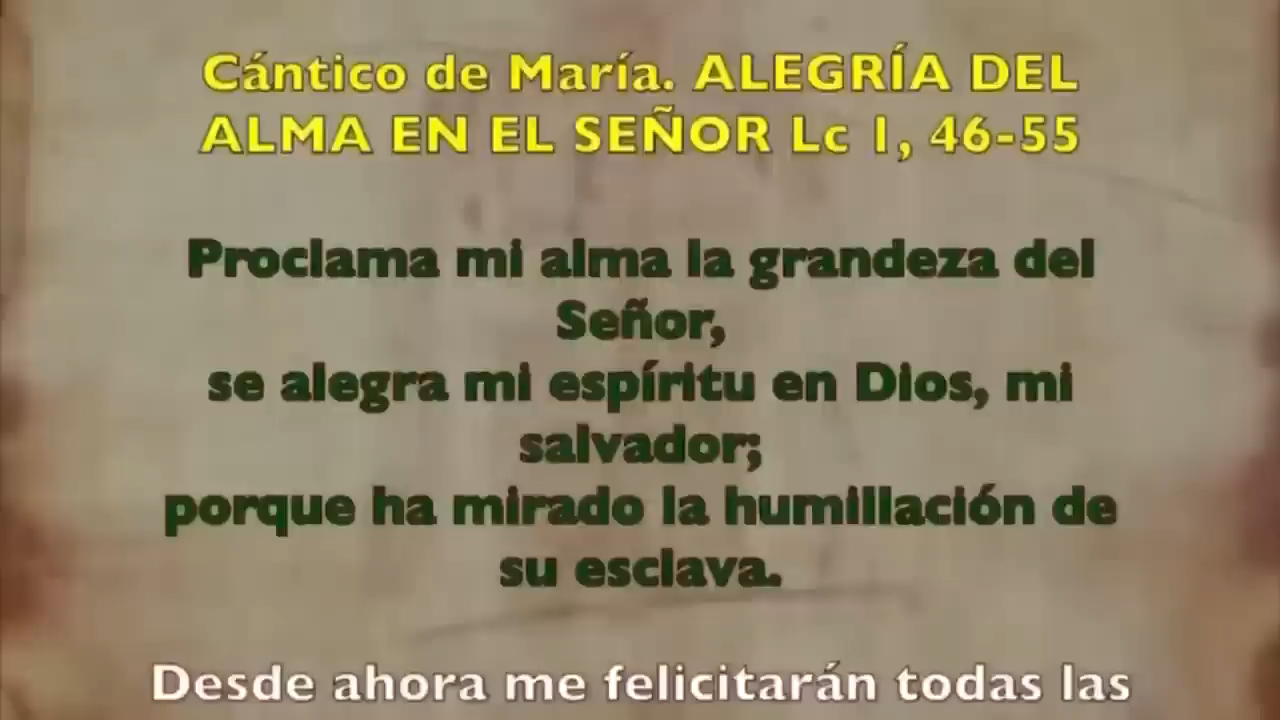 Cántico de María. ALEGRÍA DEL
ALMA EN EL SEÑOR Lc 1, 46-55
Proclama mi alma la grandeza del
Señor,
se alegra mi espíritu en Dios, mi
salvador;
porque ha mirado la humillación de
su esclava.
Desde ahora me felicitarán todas las